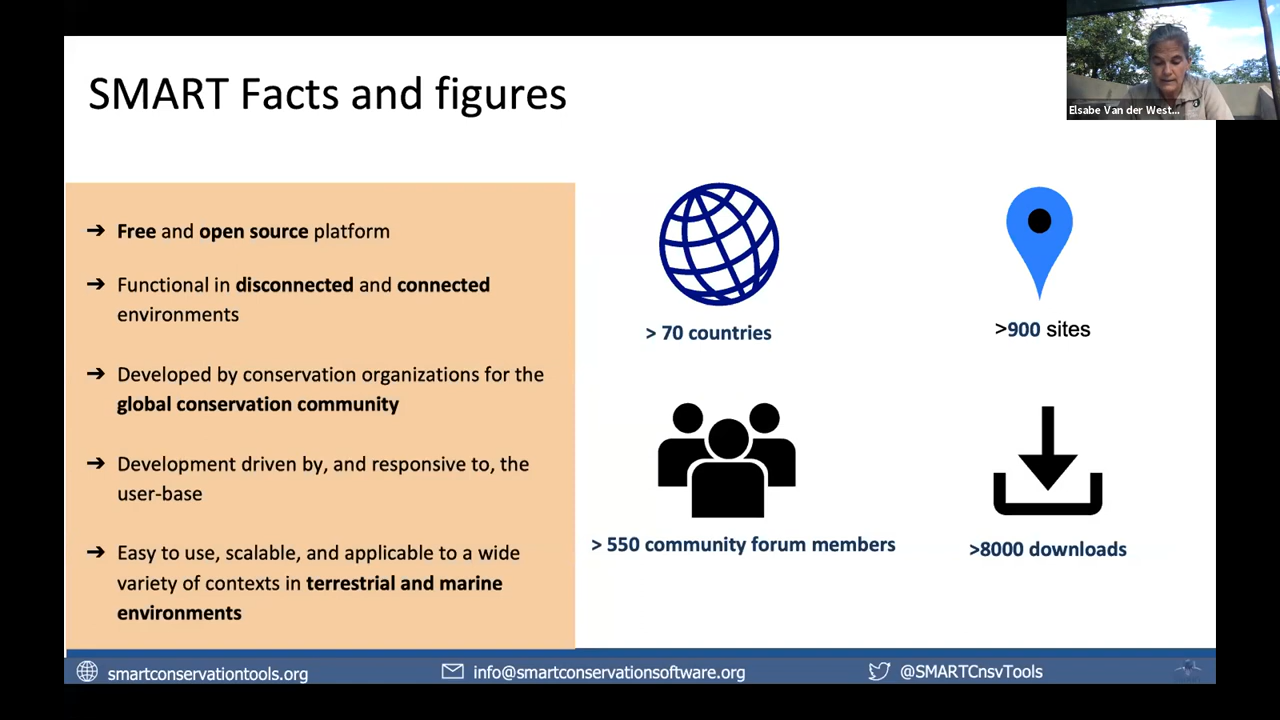 SMART Facts and figures
Elsabe Van der West...
➔ Free and open source platform
➔ Functional in disconnected and connected
environments
➔ Developed by conservation organizations for the
global conservation community
➔ Development driven by, and responsive to, the
user-base
➔ Easy to use, scalable, and applicable to a wide
variety of contexts in terrestrial and marine
environments
> 70 countries
>900 sites
> 550 community forum members
>8000 downloads
smartconservationtools.org
info@smartconservationsoftware.org
@SMARTCnsvTools